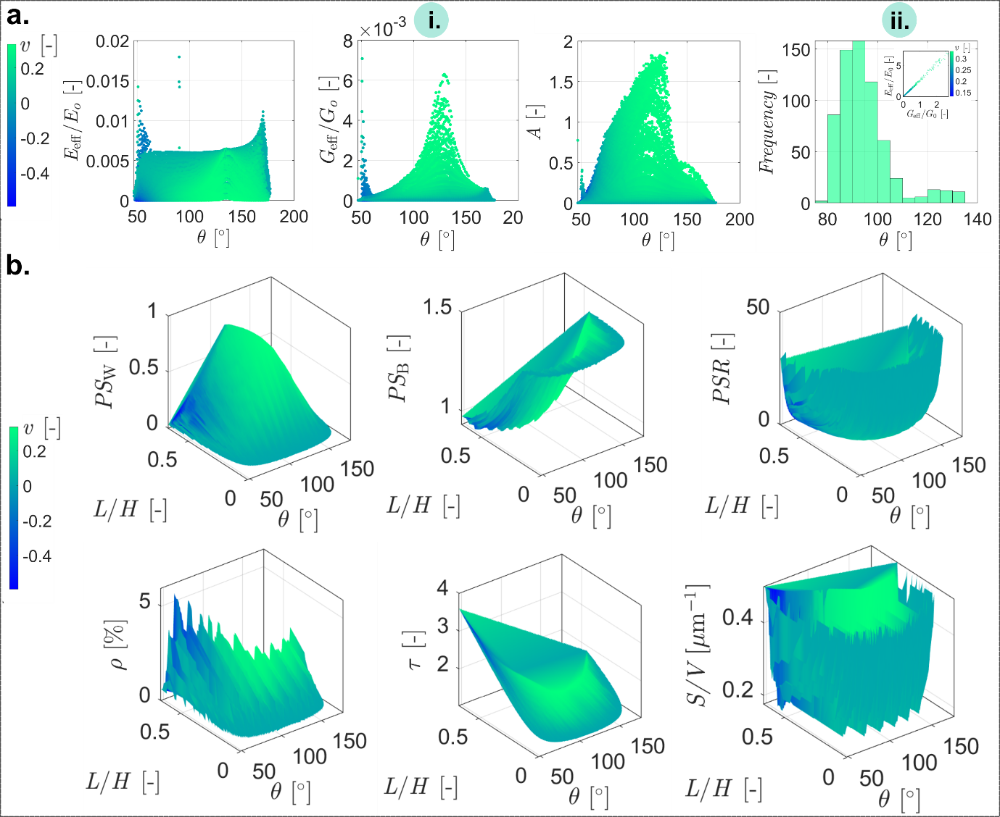 a.
i.
ii.
v [-]
0.2
0
-0.2
-0.4
0.02
0.015
0.01
0.005
0
E_eff/E_o [-]
50 100 150 200
θ [°]
×10⁻³
8
6
4
2
0
G_eff/G_o [-]
50 100 150 20
θ [°]
2
1.5
1
0.5
0
A [-]
50 100 150 200
θ [°]
150
100
50
0
Frequency [-]
80 100 120 140
θ [°]
5
0
E_eff/E_0 [-]
0 1 2
G_eff/G_0 [-]
v [-]
0.3
0.25
0.2
0.15
b.
v [-]
0.2
0
-0.2
-0.4
1
0.5
0
PS_W [-]
0.5
0
L/H [-]
50 100 150
θ [°]
1.5
1
PS_B [-]
0.5
0
L/H [-]
50 100 150
θ [°]
50
0
PSR [-]
0.5
0
L/H [-]
50 100 150
θ [°]
5
0
ρ [%]
0.5
0
L/H [-]
50 100 150
θ [°]
4
3
2
τ [-]
0.5
0
L/H [-]
50 100 150
θ [°]
0.4
0.2
S/V [μm⁻¹]
0.5
0
L/H [-]
50 100 150
θ [°]